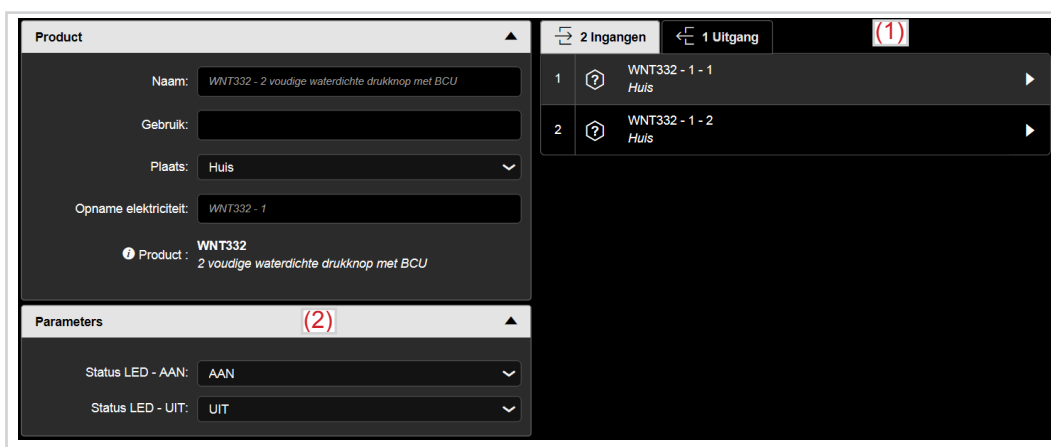 Product
Naam: WNT332 - 2 voudige waterdichte drukknop met BCU
Gebruik:
Plaats: Huis
Opname elektriciteit: WNT332 - 1
Product : WNT332
2 voudige waterdichte drukknop met BCU
Parameters (2)
Status LED - AAN: AAN
Status LED - UIT: UIT
2 Ingangen 1 Uitgang (1)
1 WNT332 - 1 - 1
Huis
2 WNT332 - 1 - 2
Huis